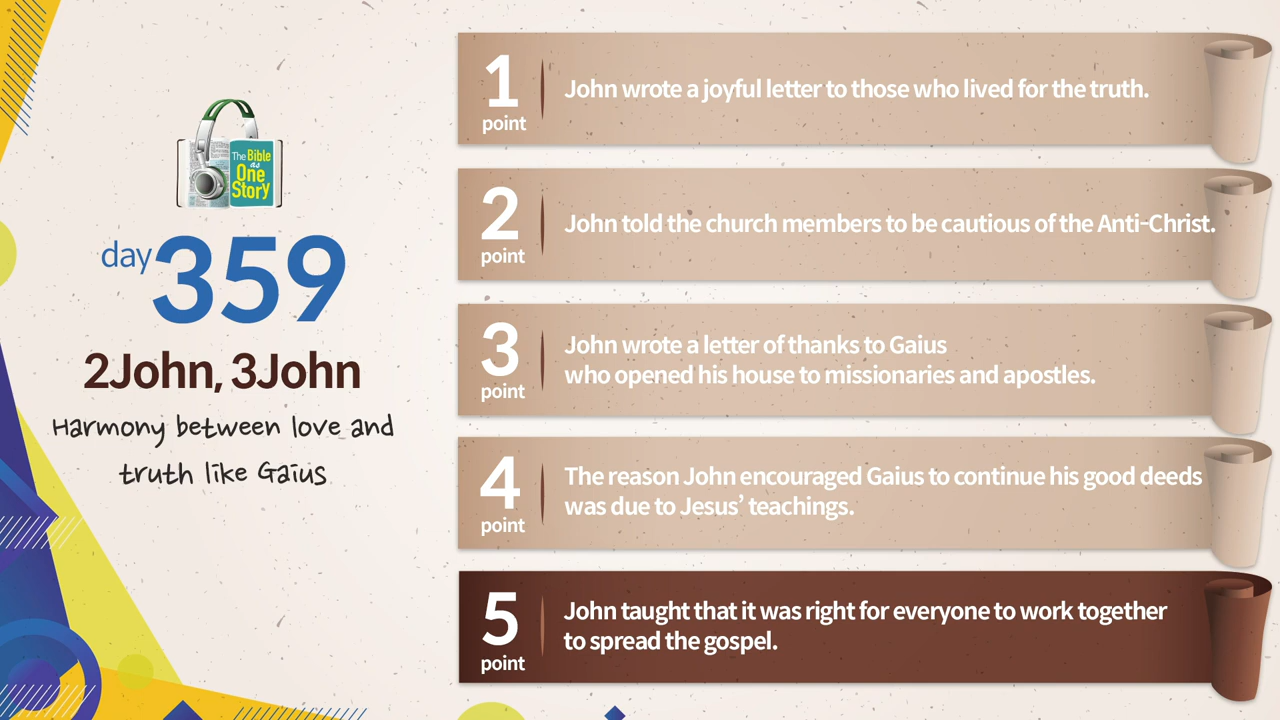 The Bible
as
One
Story
day 359
2John, 3John
Harmony between love and
truth like Gaius
1
point
John wrote a joyful letter to those who lived for the truth.
2
point
John told the church members to be cautious of the Anti-Christ.
3
point
John wrote a letter of thanks to Gaius
who opened his house to missionaries and apostles.
4
point
The reason John encouraged Gaius to continue his good deeds
was due to Jesus’ teachings.
5
point
John taught that it was right for everyone to work together
to spread the gospel.